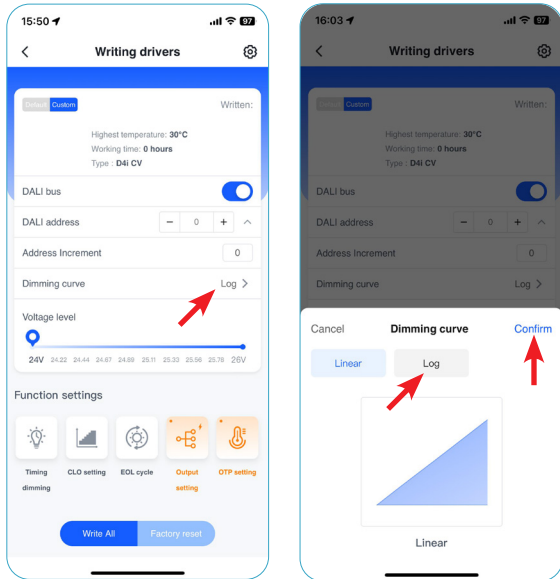 15:50
97
Writing drivers
Default Custom
Written:
Highest temperature: 30°C
Working time: 0 hours
Type : D4i CV
DALI bus
DALI address
− 0 +
Address Increment
0
Dimming curve
Log >
Voltage level
24V 24.22 24.44 24.67 24.89 25.11 25.33 25.56 25.78 26V
Function settings
Timing dimming
CLO setting
EOL cycle
Output setting
OTP setting
Write All
Factory reset
16:03
97
Writing drivers
Default Custom
Written:
Highest temperature: 30°C
Working time: 0 hours
Type : D4i CV
DALI bus
DALI address
− 0 +
Address Increment
0
Dimming curve
Log >
Cancel
Dimming curve
Confirm
Linear
Log
Linear